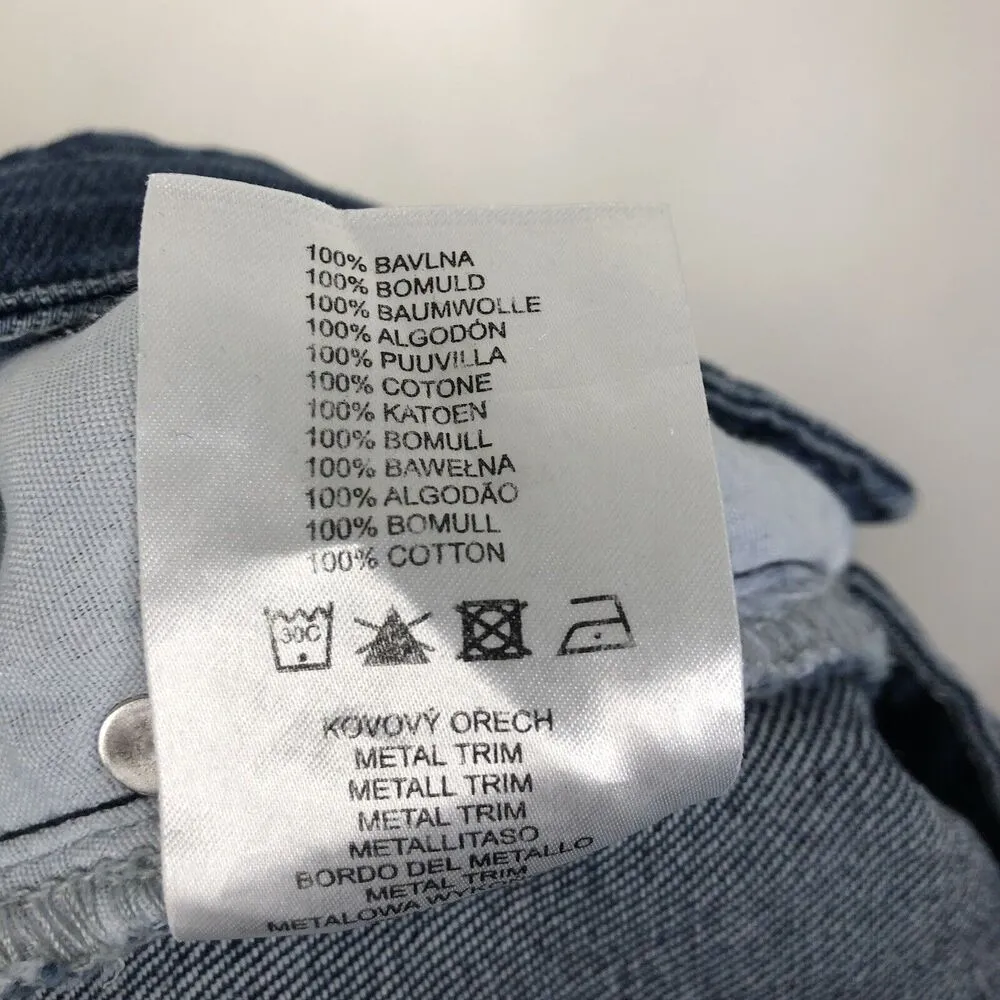 100% BAVLNA
100% BOMULD
100% BAUMWOLLE
100% ALGODÓN
100% PUUVILLA
100% COTONE
100% KATOEN
100% BOMULL
100% BAWEŁNA
100% ALGODÃO
100% BOMULL
100% COTTON
30C
KOVOVÝ OŘECH
METAL TRIM
METALL TRIM
METAL TRIM
METALLITASO
BORDO DEL METALLO
METAL TRIM
METALOWA